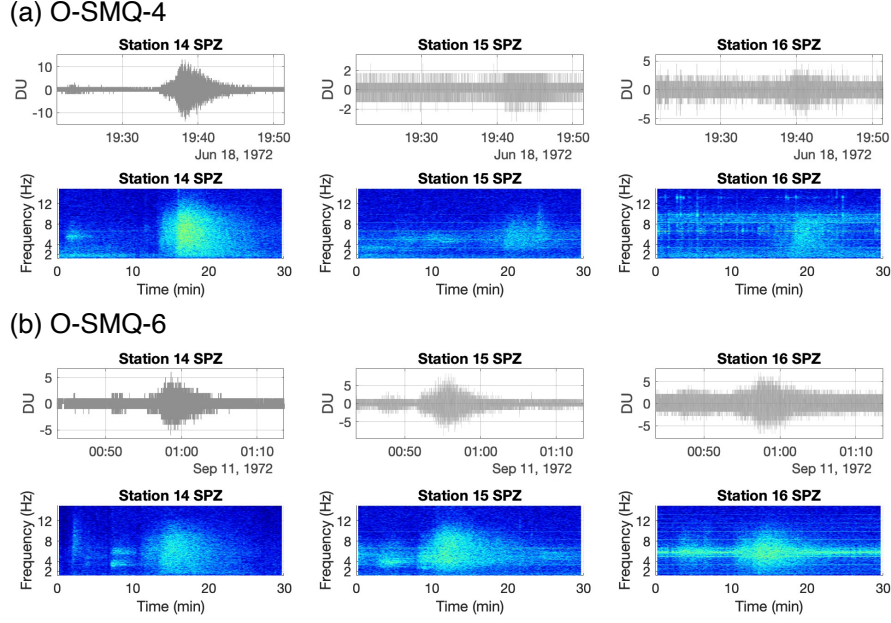 (a) O-SMQ-4
Station 14 SPZ Station 15 SPZ Station 16 SPZ
DU 10 0 -10 DU 2 0 -2 DU 5 0 -5
19:30 19:40 19:50 19:30 19:40 19:50 19:30 19:40 19:50
Jun 18, 1972 Jun 18, 1972 Jun 18, 1972
Station 14 SPZ Station 15 SPZ Station 16 SPZ
Frequency (Hz) 12 8 4 2 Frequency (Hz) 12 8 4 2 Frequency (Hz) 12 8 4 2
0 10 20 30 0 10 20 30 0 10 20 30
Time (min) Time (min) Time (min)
(b) O-SMQ-6
Station 14 SPZ Station 15 SPZ Station 16 SPZ
DU 5 0 -5 DU 5 0 -5 DU 5 0 -5
00:50 01:00 01:10 00:50 01:00 01:10 00:50 01:00 01:10
Sep 11, 1972 Sep 11, 1972 Sep 11, 1972
Station 14 SPZ Station 15 SPZ Station 16 SPZ
Frequency (Hz) 12 8 4 2 Frequency (Hz) 12 8 4 2 Frequency (Hz) 12 8 4 2
0 10 20 30 0 10 20 30 0 10 20 30
Time (min) Time (min) Time (min)